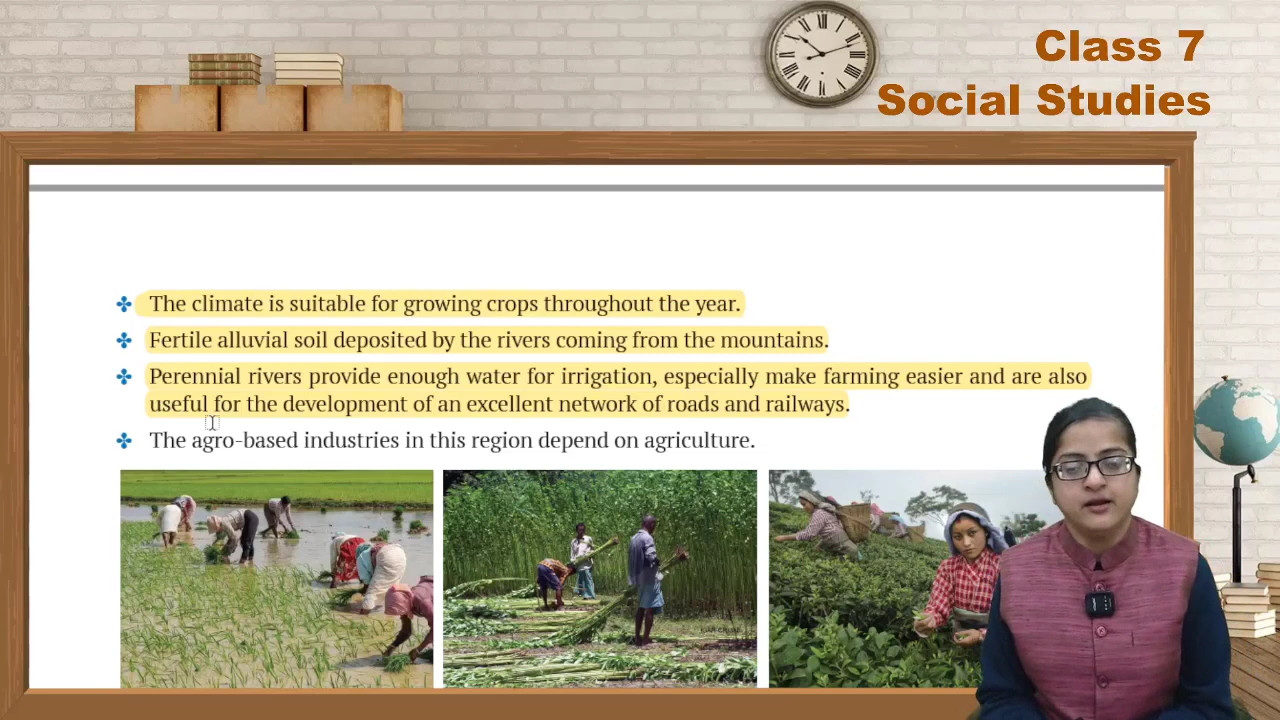 Class 7
Social Studies
The climate is suitable for growing crops throughout the year.
Fertile alluvial soil deposited by the rivers coming from the mountains.
Perennial rivers provide enough water for irrigation, especially make farming easier and are also
useful for the development of an excellent network of roads and railways.
The agro-based industries in this region depend on agriculture.